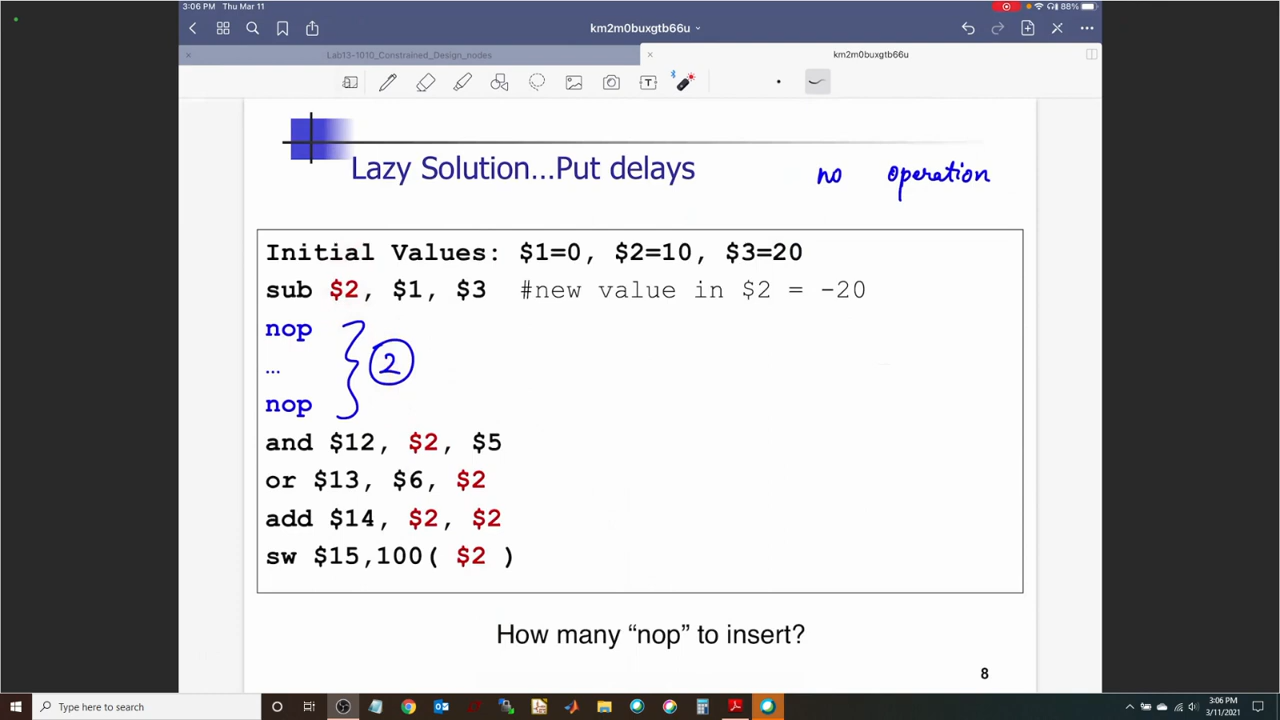 3:06 PM Thu Mar 11
88%
km2m0buxgtb66u
Lab13-1010_Constrained_Design_nodes
km2m0buxgtb66u
Lazy Solution...Put delays
no operation
Initial Values: $1=0, $2=10, $3=20
sub $2, $1, $3 #new value in $2 = -20
nop
...
nop
2
and $12, $2, $5
or $13, $6, $2
add $14, $2, $2
sw $15,100( $2 )
How many “nop” to insert?
8
Type here to search
3:06 PM
3/11/2021